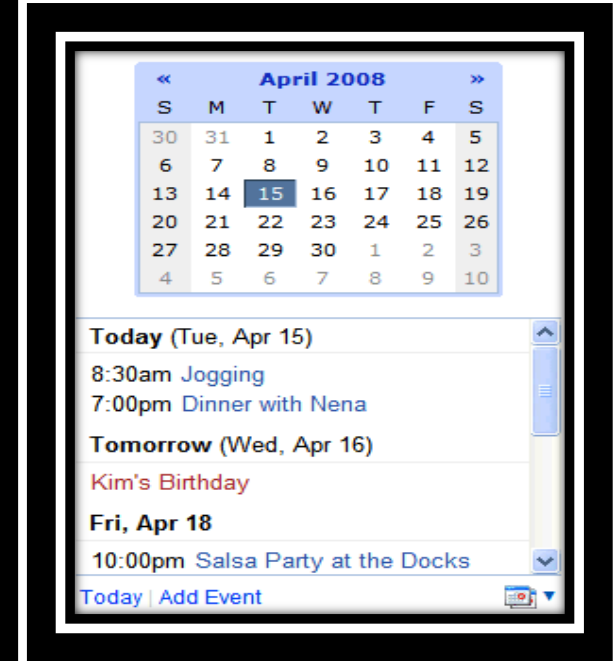 « April 2008 »
S M T W T F S
30 31 1 2 3 4 5
6 7 8 9 10 11 12
13 14 15 16 17 18 19
20 21 22 23 24 25 26
27 28 29 30 1 2 3
4 5 6 7 8 9 10
Today (Tue, Apr 15)
8:30am Jogging
7:00pm Dinner with Nena
Tomorrow (Wed, Apr 16)
Kim's Birthday
Fri, Apr 18
10:00pm Salsa Party at the Docks
Today | Add Event